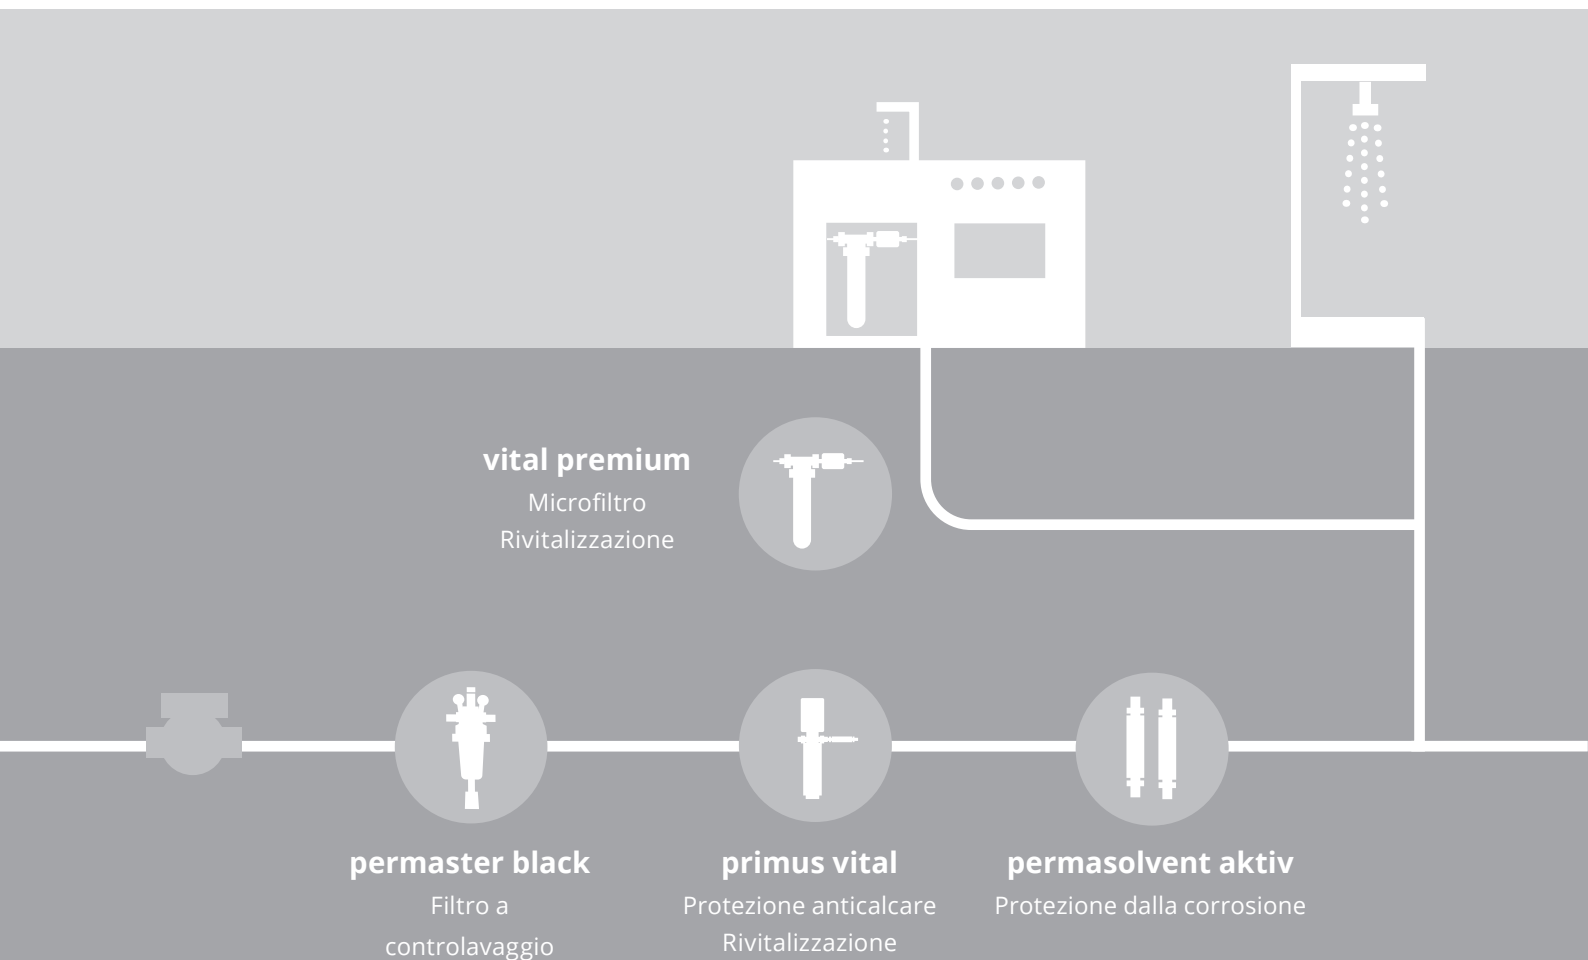 vital premium
Microfiltro
Rivitalizzazione
permaster black
Filtro a
controlavaggio
primus vital
Protezione anticalcare
Rivitalizzazione
permasolvent aktiv
Protezione dalla corrosione